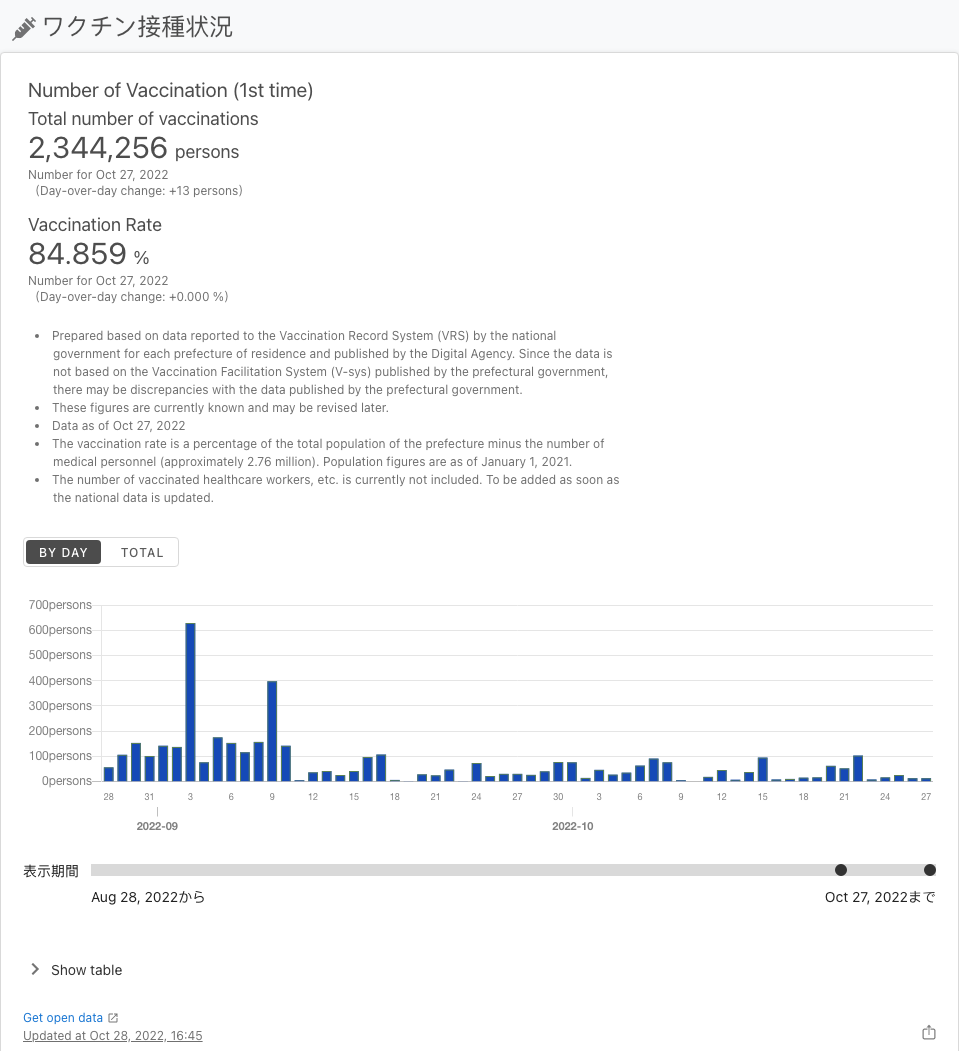 ワクチン接種状況
Number of Vaccination (1st time)
Total number of vaccinations
2,344,256 persons
Number for Oct 27, 2022
(Day-over-day change: +13 persons)
Vaccination Rate
84.859 %
Number for Oct 27, 2022
(Day-over-day change: +0.000 %)
• Prepared based on data reported to the Vaccination Record System (VRS) by the national
government for each prefecture of residence and published by the Digital Agency. Since the data is
not based on the Vaccination Facilitation System (V-sys) published by the prefectural government,
there may be discrepancies with the data published by the prefectural government.
• These figures are currently known and may be revised later.
• Data as of Oct 27, 2022
• The vaccination rate is a percentage of the total population of the prefecture minus the number of
medical personnel (approximately 2.76 million). Population figures are as of January 1, 2021.
• The number of vaccinated healthcare workers, etc. is currently not included. To be added as soon as
the national data is updated.
BY DAY TOTAL
700persons
600persons
500persons
400persons
300persons
200persons
100persons
0persons
28 31 3 6 9 12 15 18 21 24 27 30 3 6 9 12 15 18 21 24 27
2022-09 2022-10
表示期間
Aug 28, 2022から Oct 27, 2022まで
Show table
Get open data
Updated at Oct 28, 2022, 16:45